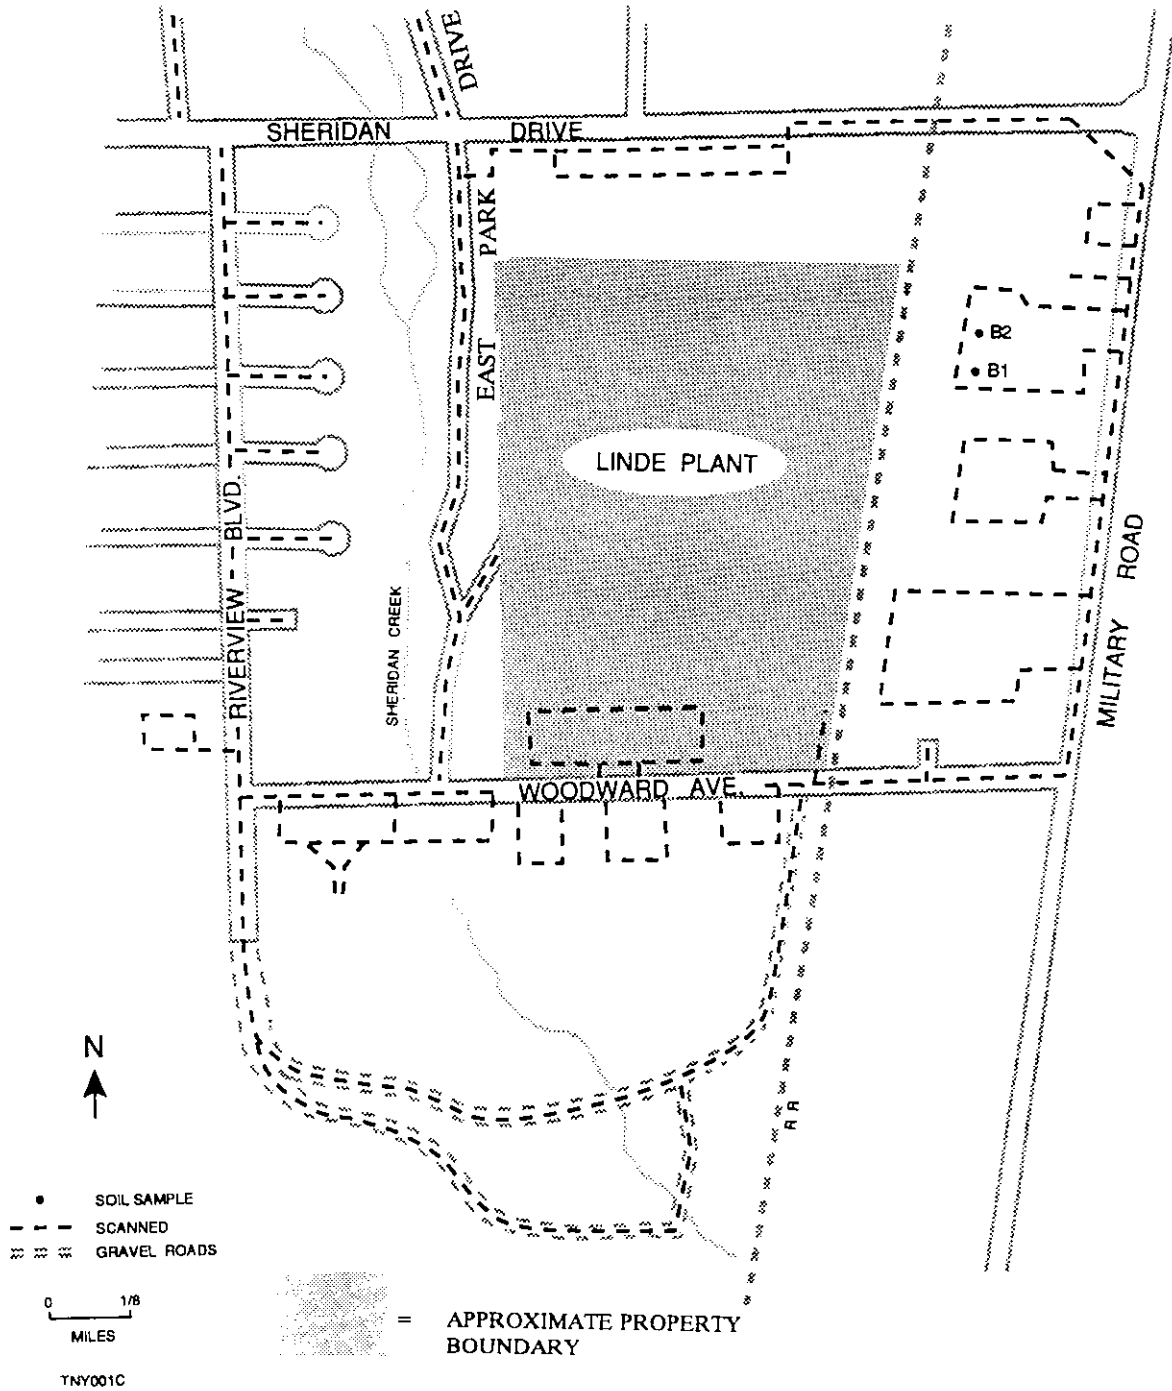 DRIVE
SHERIDAN DRIVE
EAST PARK
B2
B1
LINDE PLANT
RIVERVIEW BLVD.
SHERIDAN CREEK
MILITARY ROAD
WOODWARD AVE.
N
RR
SOIL SAMPLE
SCANNED
GRAVEL ROADS
0 1/8
MILES
= APPROXIMATE PROPERTY
BOUNDARY
TNY001C